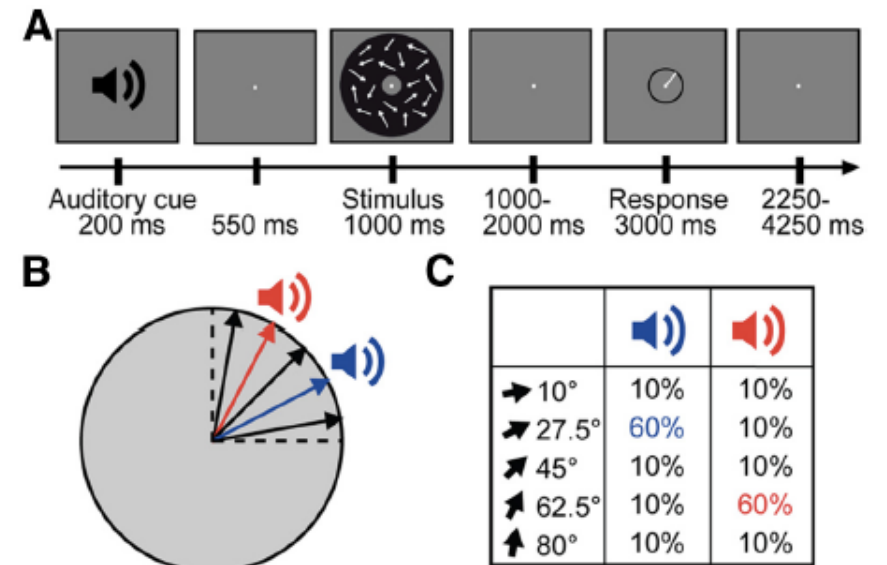 A
Auditory cue
200 ms
550 ms
Stimulus
1000 ms
1000-
2000 ms
Response
3000 ms
2250-
4250 ms
B
C
10° 10% 10%
27.5° 60% 10%
45° 10% 10%
62.5° 10% 60%
80° 10% 10%